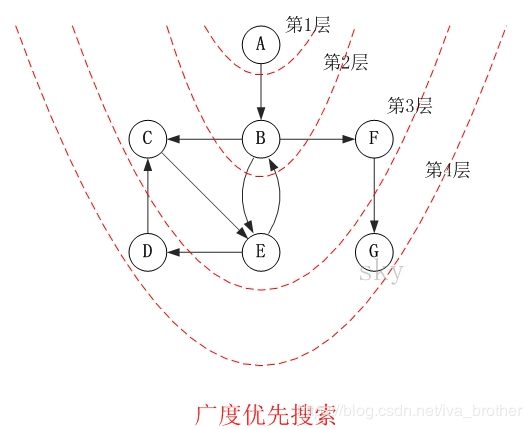 第1层
A
第2层
第3层
C
B
F
第4层
D
E
G
sky
广度优先搜索
https://blog.csdn.net/iva_brother